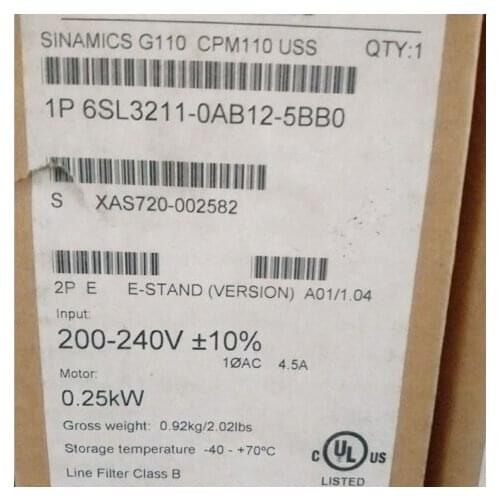 SINAMICS G110 CPM110 USS QTY:1
1P 6SL3211-0AB12-5BB0
S XAS720-002582
2P E E-STAND (VERSION) A01/1.04
Input:
200-240V ±10%
1ØAC 4.5A
Motor:
0.25kW
Gross weight: 0.92kg/2.02lbs
Storage temperature -40 - +70°C
Line Filter Class B
C UL US
LISTED